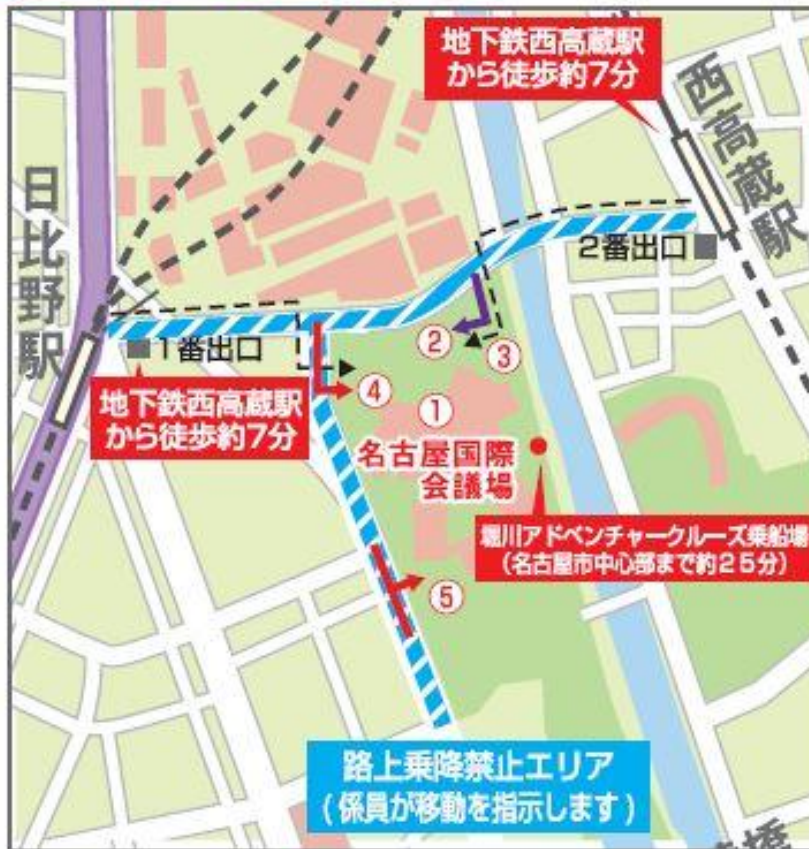 地下鉄西高蔵駅
から徒歩約7分
西高蔵駅
日比野駅
2番出口
1番出口
②
③
地下鉄西高蔵駅
から徒歩約7分
④
①
名古屋国際
会議場
堀川アドベンチャークルーズ乗船場
(名古屋市中心部まで約25分)
⑤
路上乗降禁止エリア
(係員が移動を指示します)
橋